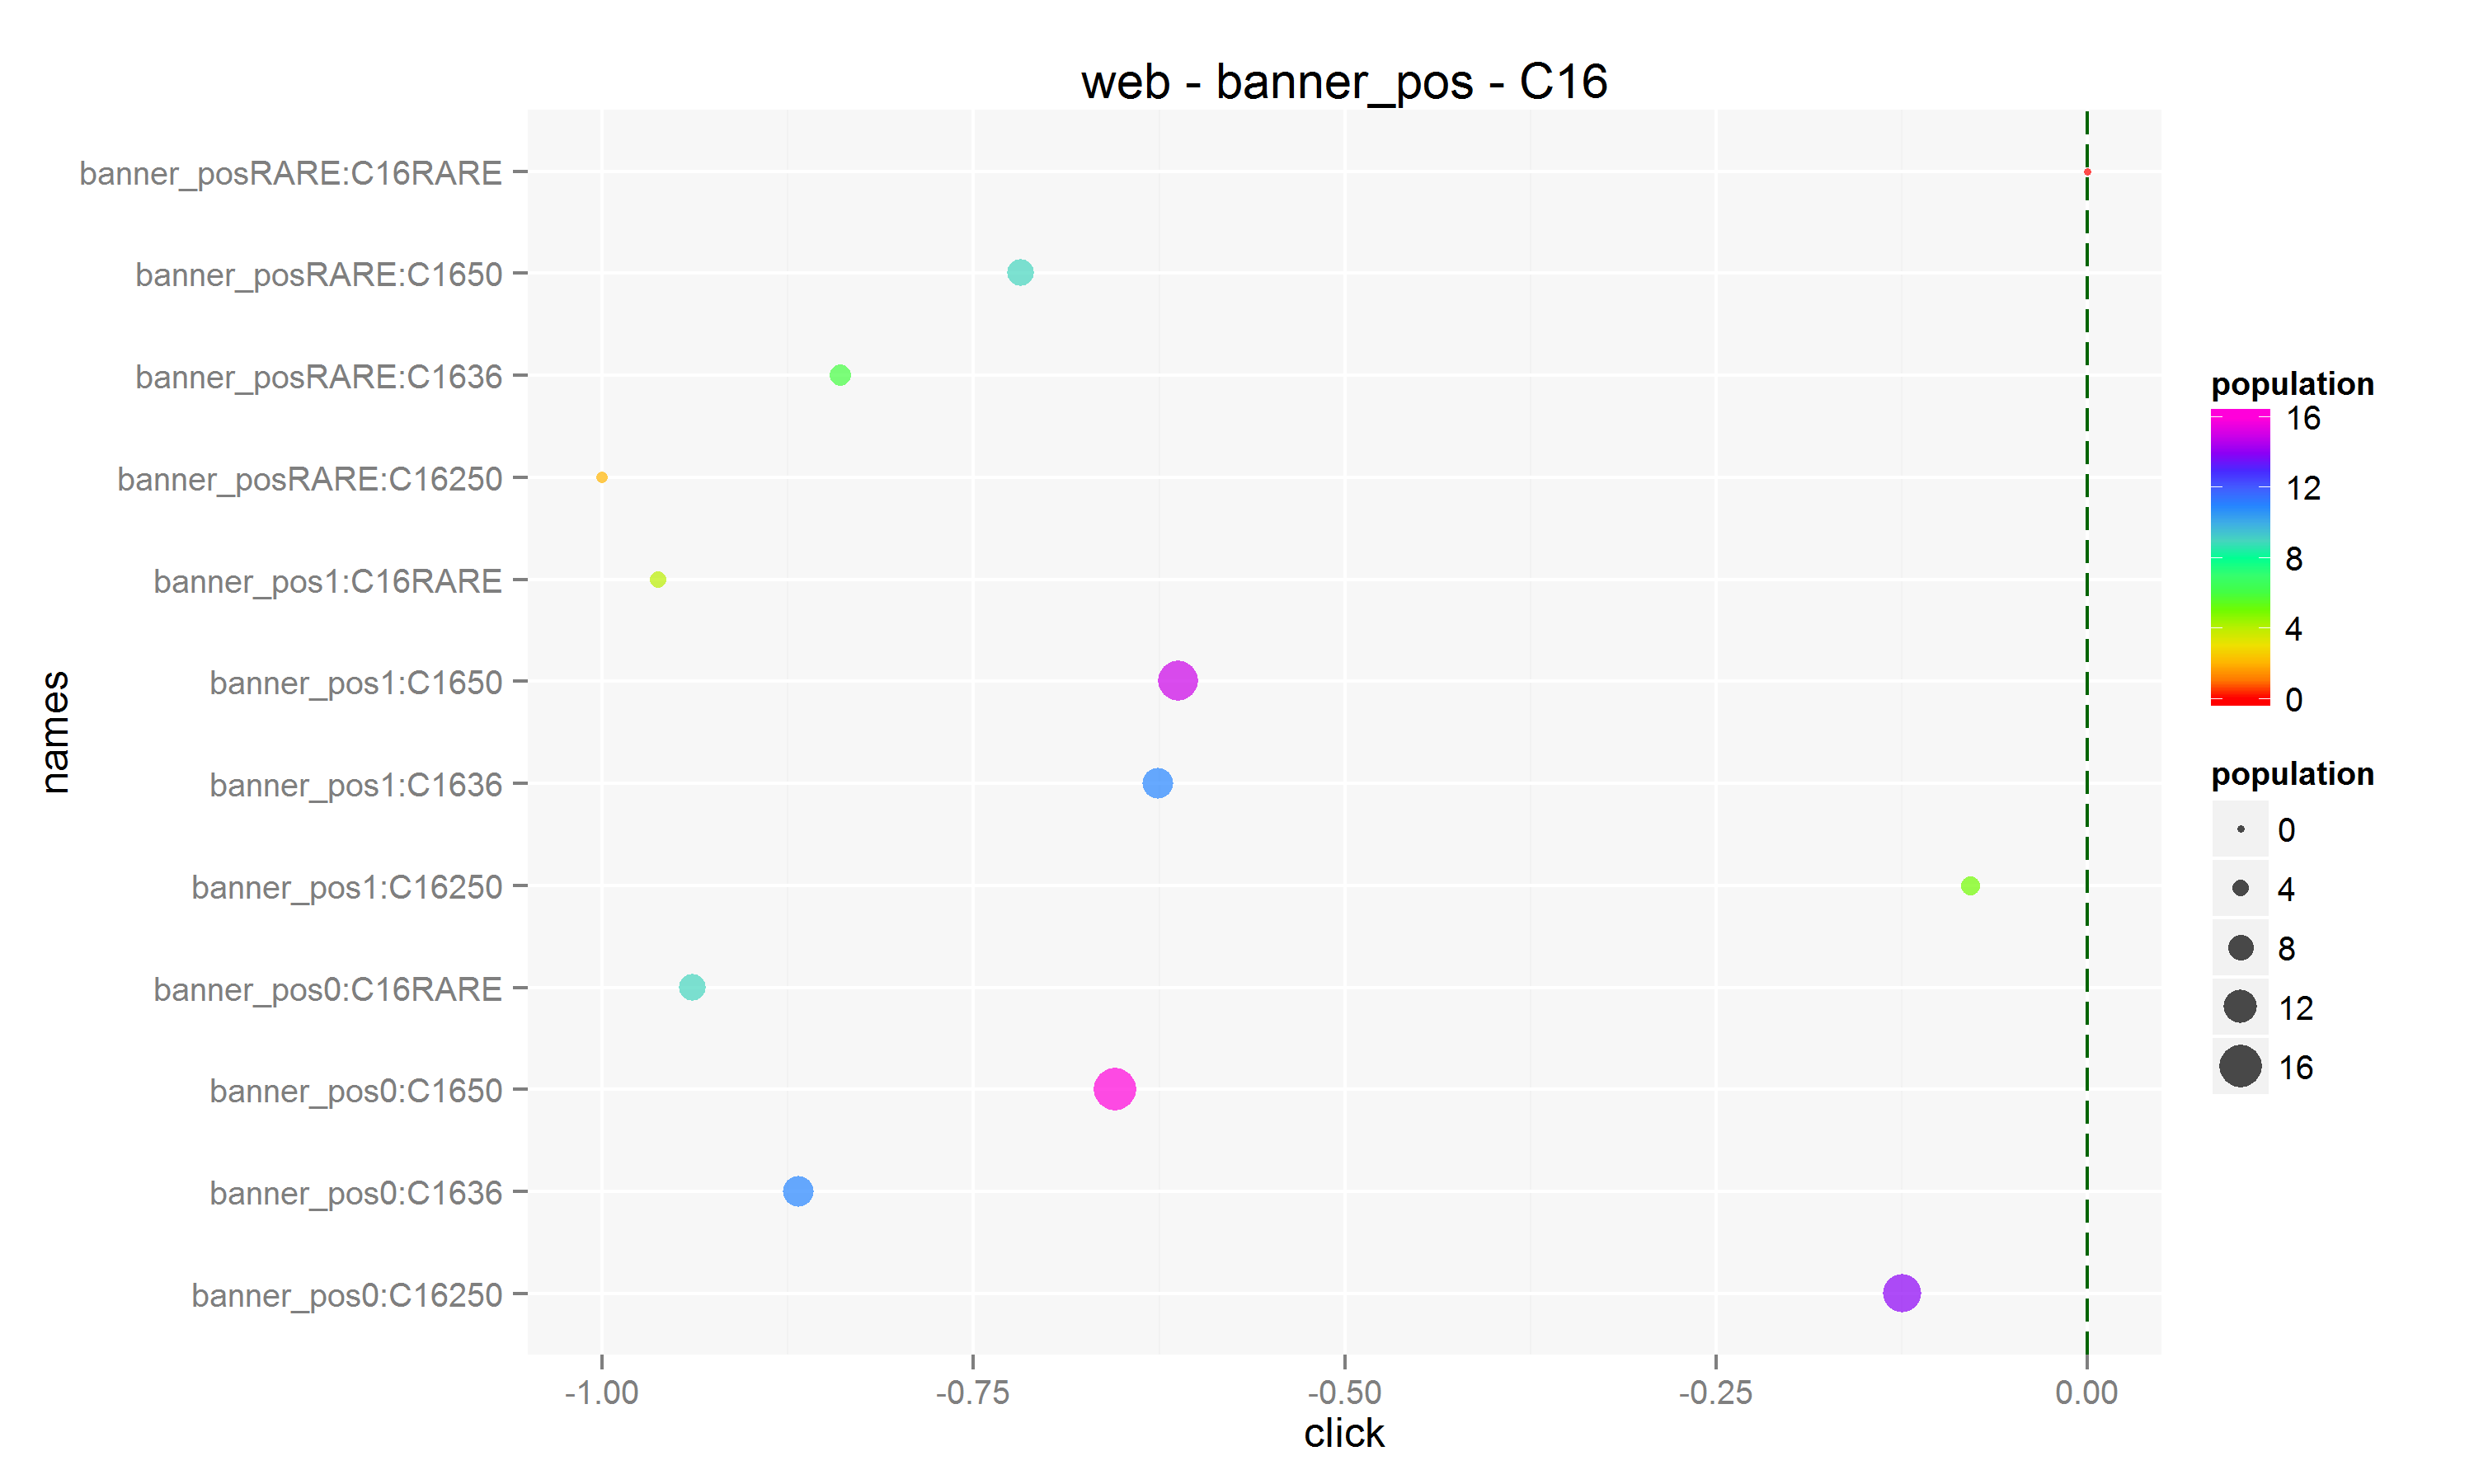 web - banner_pos - C16
names
banner_posRARE:C16RARE
banner_posRARE:C1650
banner_posRARE:C1636
banner_posRARE:C16250
banner_pos1:C16RARE
banner_pos1:C1650
banner_pos1:C1636
banner_pos1:C16250
banner_pos0:C16RARE
banner_pos0:C1650
banner_pos0:C1636
banner_pos0:C16250
-1.00 -0.75 -0.50 -0.25 0.00
click
population
16
12
8
4
0
population
0
4
8
12
16